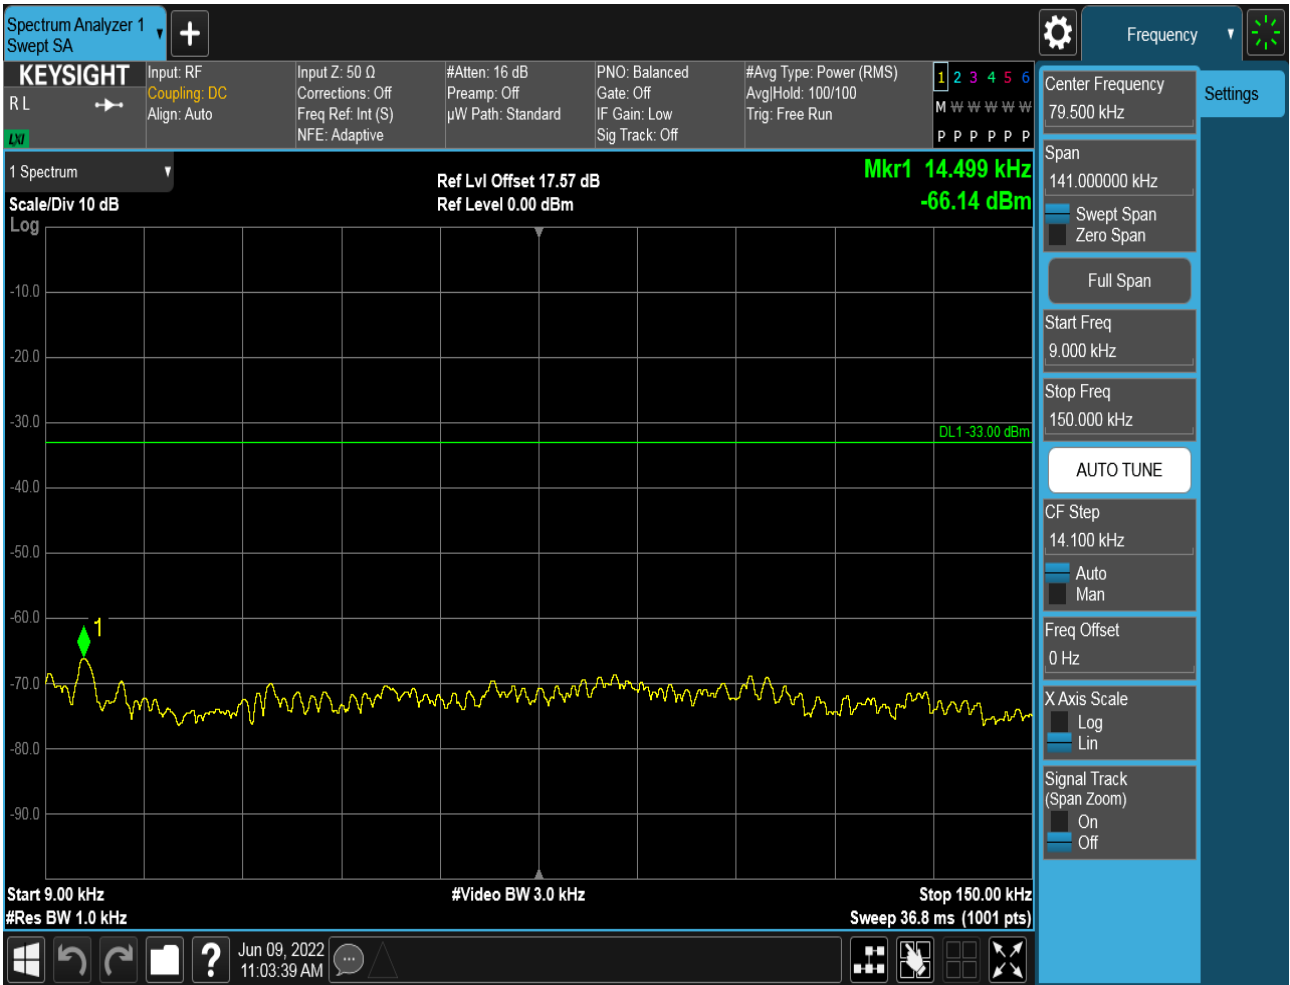 Spectrum Analyzer 1
Swept SA
Frequency
KEYSIGHT
R L
LXI
Input: RF
Coupling: DC
Align: Auto
Input Z: 50 Ω
Corrections: Off
Freq Ref: Int (S)
NFE: Adaptive
#Atten: 16 dB
Preamp: Off
µW Path: Standard
PNO: Balanced
Gate: Off
IF Gain: Low
Sig Track: Off
#Avg Type: Power (RMS)
Avg|Hold: 100/100
Trig: Free Run
1 2 3 4 5 6
M W W W W W
P P P P P P
1 Spectrum
Scale/Div 10 dB
Log
Ref Lvl Offset 17.57 dB
Ref Level 0.00 dBm
Mkr1 14.499 kHz
-66.14 dBm
-10.0
-20.0
-30.0
DL1 -33.00 dBm
-40.0
-50.0
-60.0
1
-70.0
-80.0
-90.0
Start 9.00 kHz
#Video BW 3.0 kHz
Stop 150.00 kHz
#Res BW 1.0 kHz
Sweep 36.8 ms (1001 pts)
Jun 09, 2022
11:03:39 AM
?
Center Frequency
79.500 kHz
Settings
Span
141.000000 kHz
Swept Span
Zero Span
Full Span
Start Freq
9.000 kHz
Stop Freq
150.000 kHz
AUTO TUNE
CF Step
14.100 kHz
Auto
Man
Freq Offset
0 Hz
X Axis Scale
Log
Lin
Signal Track
(Span Zoom)
On
Off